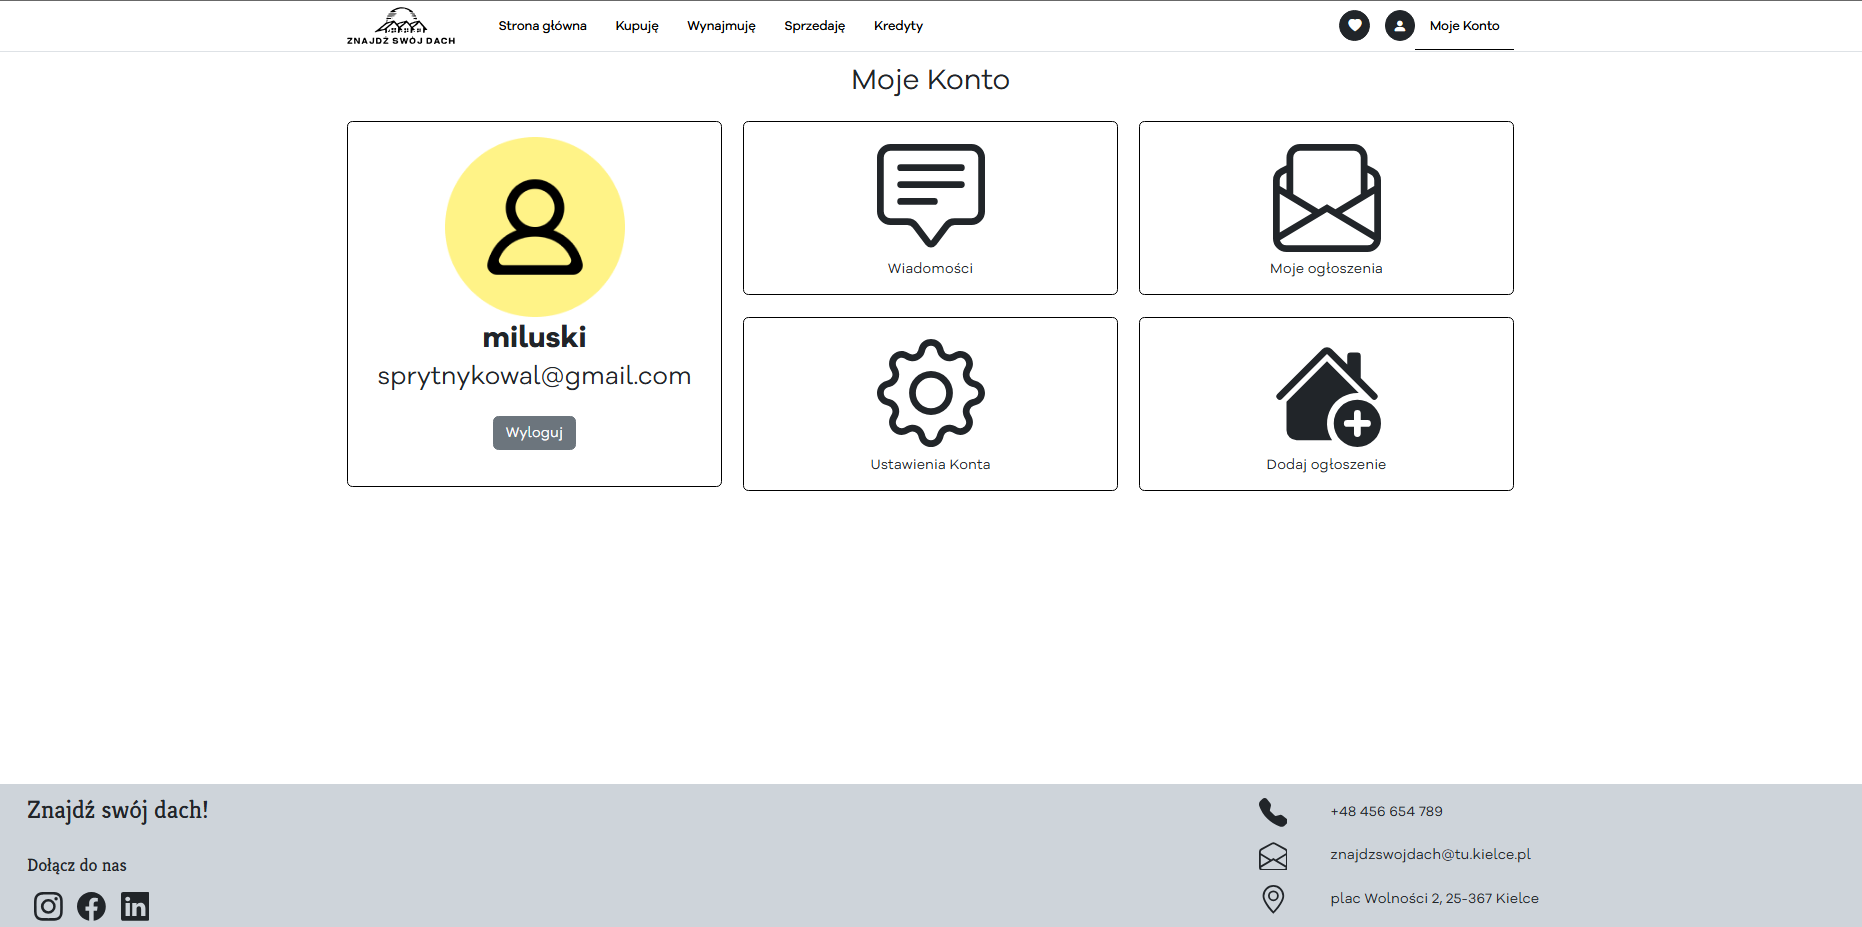 ZNAJDŹ SWÓJ DACH
Strona główna
Kupuję
Wynajmuję
Sprzedaję
Kredyty
Moje Konto
Moje Konto
miluski
sprytnykowal@gmail.com
Wyloguj
Wiadomości
Moje ogłoszenia
Ustawienia Konta
Dodaj ogłoszenie
Znajdź swój dach!
Dołącz do nas
in
+48 456 654 789
znajdzswojdach@tu.kielce.pl
plac Wolności 2, 25-367 Kielce